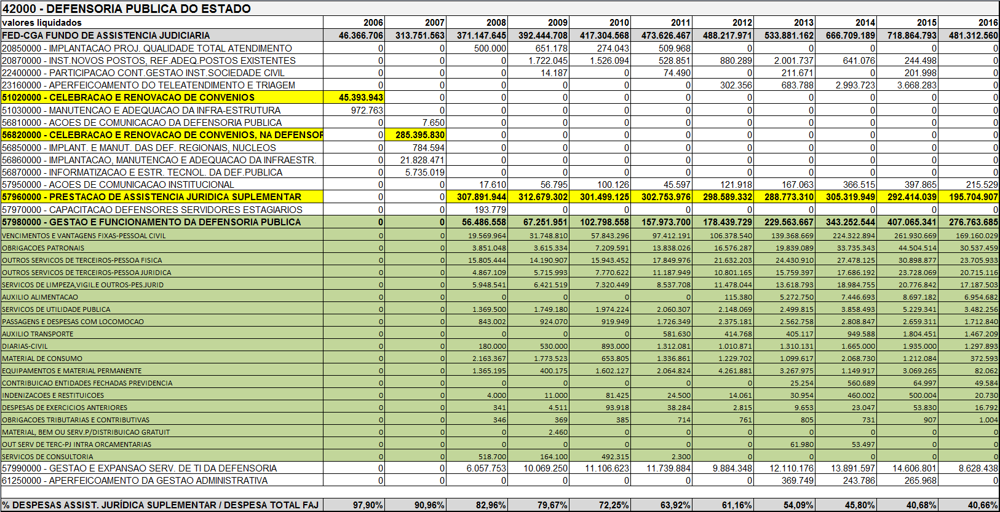 42000 - DEFENSORIA PUBLICA DO ESTADO
valores liquidados 2006 2007 2008 2009 2010 2011 2012 2013 2014 2015 2016
FED-CGA FUNDO DE ASSISTENCIA JUDICIARIA 46.366.706 313.751.563 371.147.645 392.444.708 417.304.568 473.626.467 488.217.971 533.881.162 666.709.189 718.864.793 481.312.560
20850000 - IMPLANTACAO PROJ. QUALIDADE TOTAL ATENDIMENTO 0 0 500.000 651.178 274.043 509.968 0 0 0 0 0
20870000 - INST.NOVOS POSTOS, REF.ADEQ.POSTOS EXISTENTES 0 0 0 1.722.045 1.526.094 528.851 880.289 2.001.737 641.076 244.498 0
22400000 - PARTICIPACAO CONT.GESTAO INST.SOCIEDADE CIVIL 0 0 0 14.187 0 74.490 0 211.671 0 201.998 0
23160000 - APERFEICOAMENTO DO TELEATENDIMENTO E TRIAGEM 0 0 0 0 0 0 302.356 683.788 2.993.723 3.668.283 0
51020000 - CELEBRACAO E RENOVACAO DE CONVENIOS 45.393.943 0 0 0 0 0 0 0 0 0 0
51030000 - MANUTENCAO E ADEQUACAO DA INFRA-ESTRUTURA 972.763 0 0 0 0 0 0 0 0 0 0
56810000 - ACOES DE COMUNICACAO DA DEFENSORIA PUBLICA 0 7.650 0 0 0 0 0 0 0 0 0
56820000 - CELEBRACAO E RENOVACAO DE CONVENIOS, NA DEFENSOR 0 285.395.830 0 0 0 0 0 0 0 0 0
56850000 - IMPLANT. E MANUT. DAS DEF. REGIONAIS, NUCLEOS 0 784.594 0 0 0 0 0 0 0 0 0
56860000 - IMPLANTACAO, MANUTENCAO E ADEQUACAO DA INFRAESTR. 0 21.828.471 0 0 0 0 0 0 0 0 0
56870000 - INFORMATIZACAO E ESTR. TECNOL. DA DEF.PUBLICA 0 5.735.019 0 0 0 0 0 0 0 0 0
57950000 - ACOES DE COMUNICACAO INSTITUCIONAL 0 0 17.610 56.795 100.126 45.597 121.918 167.063 366.515 397.865 215.529
57960000 - PRESTACAO DE ASSISTENCIA JURIDICA SUPLEMENTAR 0 0 307.891.944 312.679.302 301.499.125 302.753.976 298.589.332 288.773.310 305.319.949 292.414.039 195.704.907
57970000 - CAPACITACAO DEFENSORES SERVIDORES ESTAGIARIOS 0 0 193.779 0 0 0 0 0 0 0 0
57980000 - GESTAO E FUNCIONAMENTO DA DEFENSORIA PUBLICA 0 0 56.486.558 67.251.951 102.798.558 157.973.700 178.439.729 229.563.667 343.252.544 407.065.341 276.763.685
VENCIMENTOS E VANTAGENS FIXAS-PESSOAL CIVIL 0 0 19.569.964 31.748.810 57.843.296 97.412.191 106.378.540 139.368.669 224.322.894 261.930.669 169.160.029
OBRIGACOES PATRONAIS 0 0 3.851.048 3.615.334 7.209.591 13.838.026 16.576.287 19.839.089 33.735.343 44.504.514 30.537.459
OUTROS SERVICOS DE TERCEIROS-PESSOA FISICA 0 0 15.805.444 14.190.907 15.943.452 17.849.976 21.632.203 24.430.910 27.478.125 30.898.877 23.705.933
OUTROS SERVICOS DE TERCEIROS-PESSOA JURIDICA 0 0 4.867.109 5.715.993 7.770.622 11.187.949 10.801.165 15.759.397 17.686.192 23.728.069 20.715.116
SERVICOS DE LIMPEZA,VIGIL.E OUTROS-PES.JURID 0 0 5.948.541 6.421.519 7.320.449 8.537.708 11.478.044 13.618.793 18.984.755 20.776.842 17.187.503
AUXILIO ALIMENTACAO 0 0 0 0 0 0 115.380 5.272.750 7.446.693 8.697.182 6.954.682
SERVICOS DE UTILIDADE PUBLICA 0 0 1.369.500 1.749.180 1.974.224 2.060.307 2.148.069 2.499.815 3.858.493 5.229.341 3.482.256
PASSAGENS E DESPESAS COM LOCOMOCAO 0 0 843.002 924.070 919.949 1.726.349 2.375.181 2.562.758 2.808.847 2.659.311 1.712.840
AUXILIO TRANSPORTE 0 0 0 0 0 581.630 414.768 405.117 949.588 1.804.451 1.467.209
DIARIAS-CIVIL 0 0 180.000 530.000 893.000 1.312.081 1.010.871 1.310.131 1.665.000 1.935.000 1.297.893
MATERIAL DE CONSUMO 0 0 2.163.367 1.773.523 653.805 1.336.861 1.229.702 1.099.617 2.068.730 1.212.084 372.593
EQUIPAMENTOS E MATERIAL PERMANENTE 0 0 1.365.195 400.175 1.602.127 2.064.824 4.261.881 3.267.975 1.149.917 3.069.265 82.062
CONTRIBUICAO ENTIDADES FECHADAS PREVIDENCIA 0 0 0 0 0 0 0 25.254 560.689 64.997 49.584
INDENIZACOES E RESTITUICOES 0 0 4.000 11.000 81.425 24.500 14.061 30.954 460.002 500.004 20.730
DESPESAS DE EXERCICIOS ANTERIORES 0 0 341 4.511 93.918 38.284 2.815 9.653 23.047 53.830 16.792
OBRIGACOES TRIBUTARIAS E CONTRIBUTIVAS 0 0 346 369 385 714 761 805 731 907 1.004
MATERIAL, BEM OU SERV.P/DISTRIBUICAO GRATUIT 0 0 0 2.460 0 0 0 0 0 0 0
OUT SERV DE TERC-PJ INTRA ORCAMENTARIAS 0 0 0 0 0 0 0 61.980 53.497 0 0
SERVICOS DE CONSULTORIA 0 0 518.700 164.100 492.315 2.300 0 0 0 0 0
57990000 - GESTAO E EXPANSAO SERV. DE TI DA DEFENSORIA 0 0 6.057.753 10.069.250 11.106.623 11.739.884 9.884.348 12.110.176 13.891.597 14.606.801 8.628.438
61250000 - APERFEICOAMENTO DA GESTAO ADMINISTRATIVA 0 0 0 0 0 0 0 369.749 243.786 265.968 0
% DESPESAS ASSIST. JURÍDICA SUPLEMENTAR / DESPESA TOTAL FAJ 97,90% 90,96% 82,96% 79,67% 72,25% 63,92% 61,16% 54,09% 45,80% 40,68% 40,66%